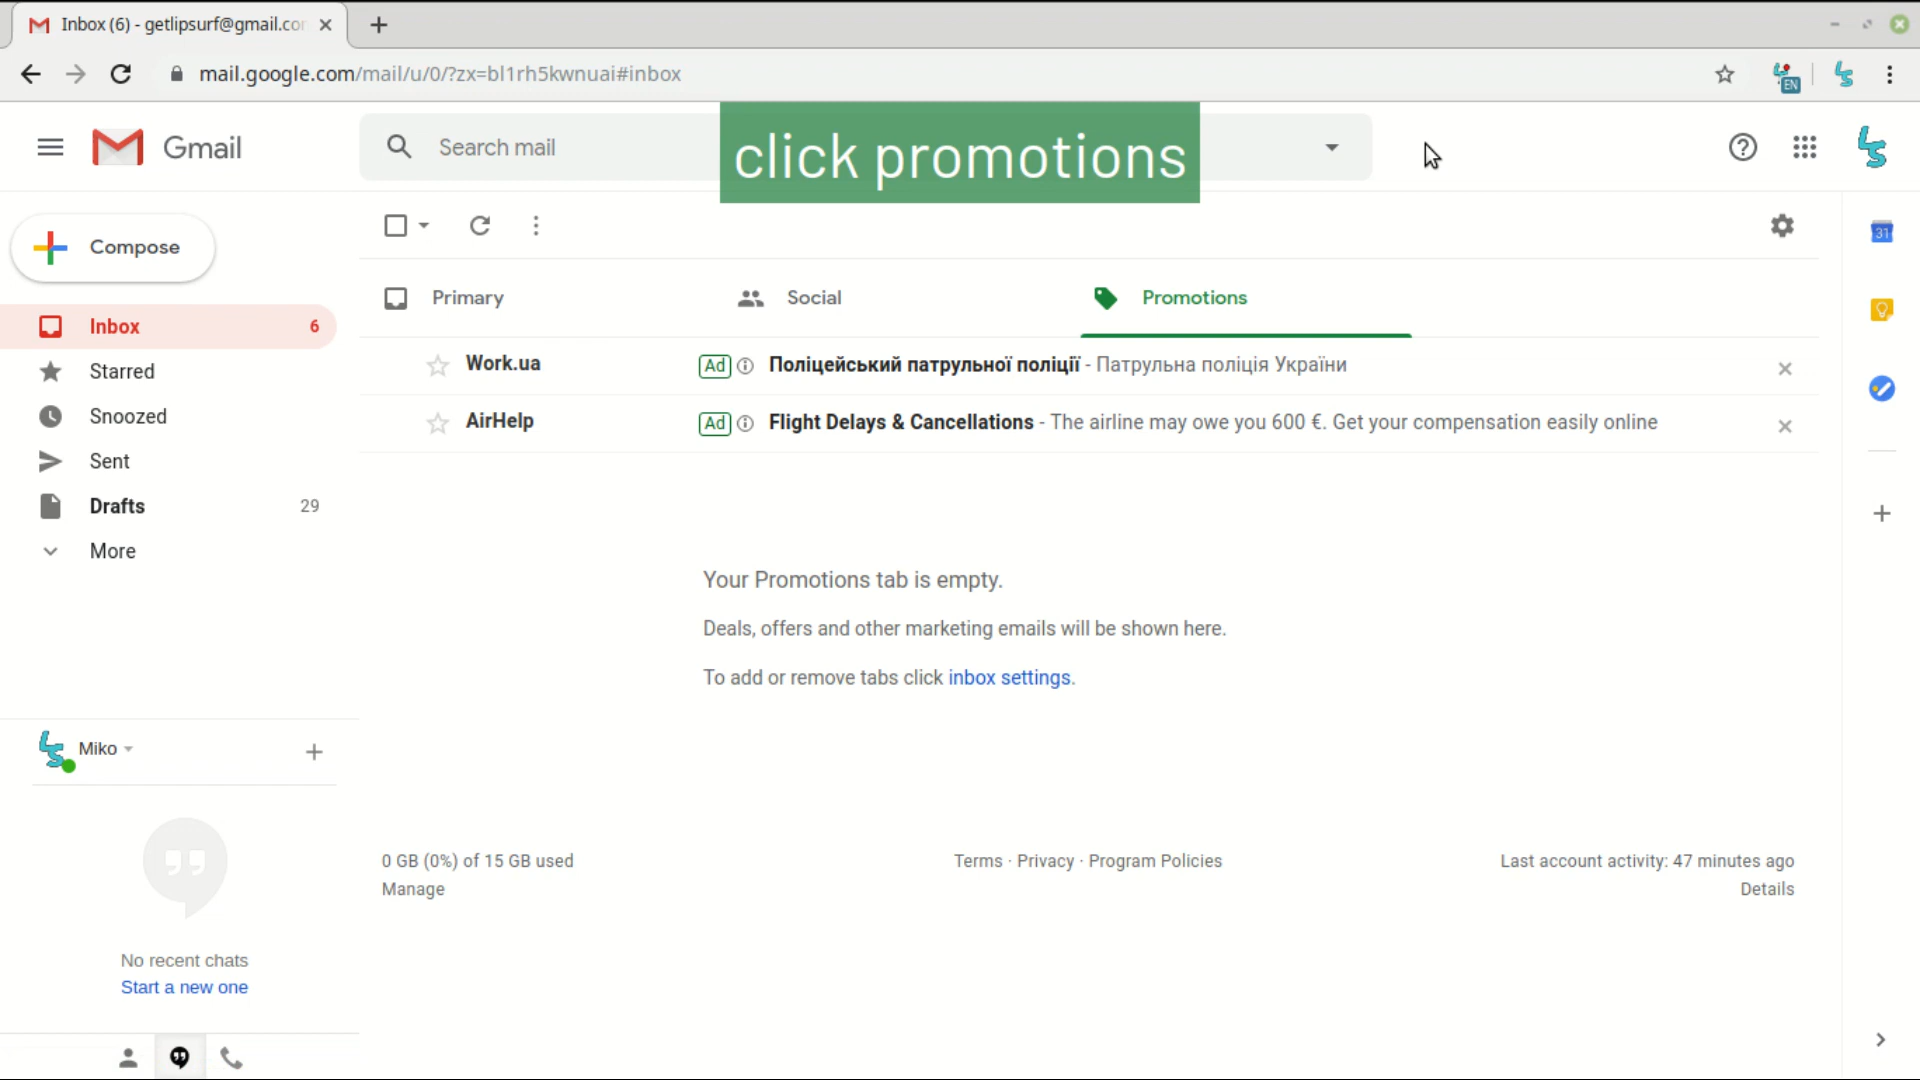 Inbox (6) - getlipsurf@gmail.co
mail.google.com/mail/u/0/?zx=bl1rh5kwnuai#inbox
EN
Gmail
Search mail
click promotions
Compose
31
Primary
Social
Promotions
Inbox 6
Work.ua Ad Поліцейський патрульної поліції - Патрульна поліція України
Starred
Snoozed
AirHelp Ad Flight Delays & Cancellations - The airline may owe you 600 €. Get your compensation easily online
Sent
Drafts 29
More
Your Promotions tab is empty.
Deals, offers and other marketing emails will be shown here.
To add or remove tabs click inbox settings.
Miko
0 GB (0%) of 15 GB used
Manage
Terms · Privacy · Program Policies
Last account activity: 47 minutes ago
Details
No recent chats
Start a new one